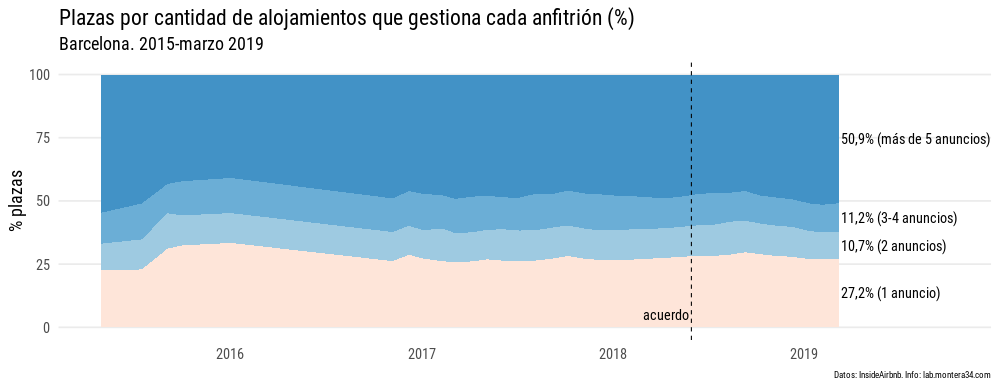 Plazas por cantidad de alojamientos que gestiona cada anfitrión (%)
Barcelona. 2015-marzo 2019
% plazas
100
75
50
25
0
50,9% (más de 5 anuncios)
11,2% (3-4 anuncios)
10,7% (2 anuncios)
27,2% (1 anuncio)
acuerdo
2016 2017 2018 2019
Datos: InsideAirbnb. Info: lab.montera34.com